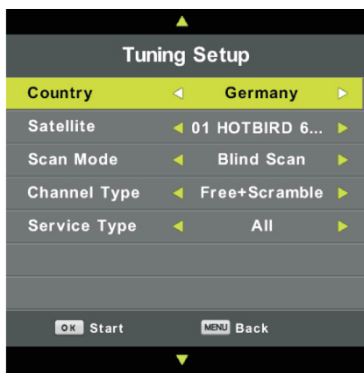 Tuning Setup
Country Germany
Satellite 01 HOTBIRD 6...
Scan Mode Blind Scan
Channel Type Free+Scramble
Service Type All
OK Start MENU Back